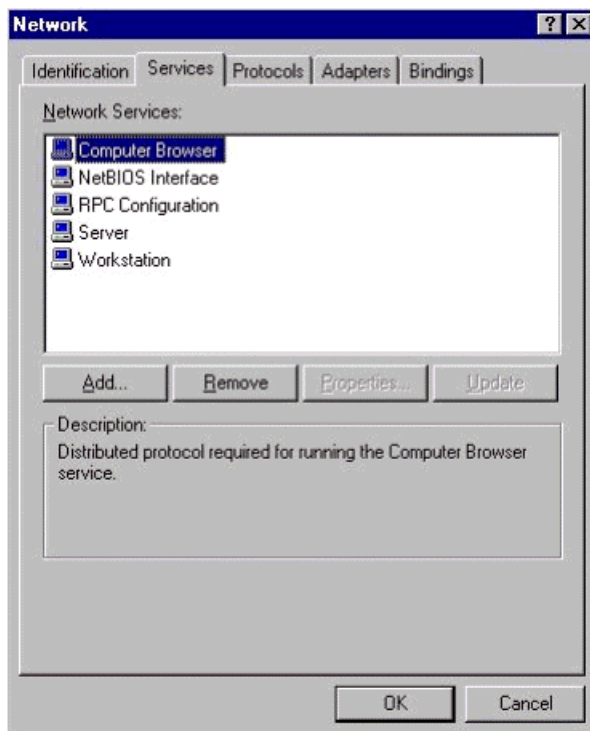 Network
Identification Services Protocols Adapters Bindings
Network Services:
Computer Browser
NetBIOS Interface
RPC Configuration
Server
Workstation
Add... Remove Properties... Update
Description:
Distributed protocol required for running the Computer Browser
service.
OK Cancel